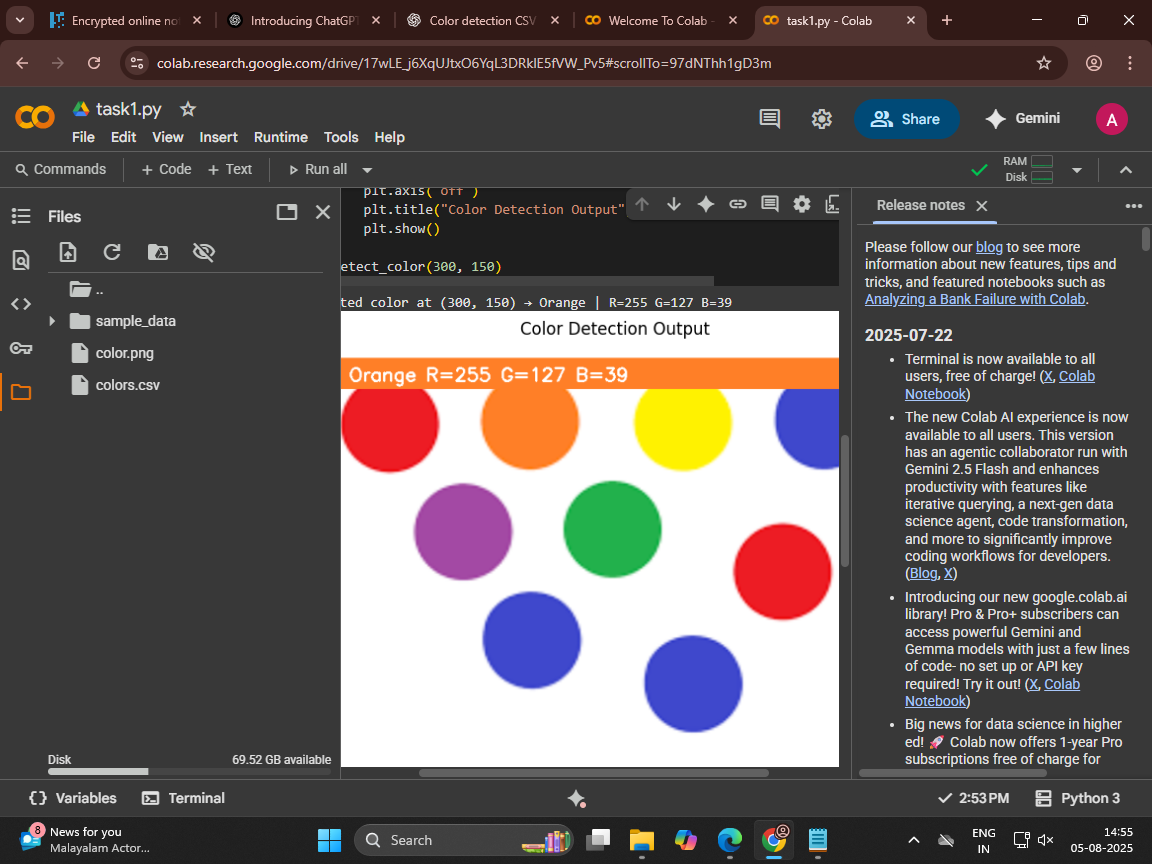 Encrypted online no
Introducing ChatGP
Color detection CSV
Welcome To Colab -
task1.py - Colab
colab.research.google.com/drive/17wLE_j6XqUJtxO6YqL3DRklE5fVW_Pv5#scrollTo=97dNThh1gD3m
task1.py
File Edit View Insert Runtime Tools Help
Share
Gemini
A
Commands + Code + Text Run all
RAM
Disk
Files
..
sample_data
color.png
colors.csv
Disk 69.52 GB available
plt.axis('off')
plt.title("Color Detection Output"
plt.show()
etect_color(300, 150)
ted color at (300, 150) → Orange | R=255 G=127 B=39
Color Detection Output
Orange R=255 G=127 B=39
Release notes
Please follow our blog to see more
information about new features, tips and
tricks, and featured notebooks such as
Analyzing a Bank Failure with Colab.
2025-07-22
• Terminal is now available to all
users, free of charge! (X, Colab
Notebook)
• The new Colab AI experience is now
available to all users. This version
has an agentic collaborator run with
Gemini 2.5 Flash and enhances
productivity with features like
iterative querying, a next-gen data
science agent, code transformation,
and more to significantly improve
coding workflows for developers.
(Blog, X)
• Introducing our new google.colab.ai
library! Pro & Pro+ subscribers can
access powerful Gemini and
Gemma models with just a few lines
of code- no set up or API key
required! Try it out! (X, Colab
Notebook)
• Big news for data science in higher
ed! 🚀 Colab now offers 1-year Pro
subscriptions free of charge for
Variables Terminal
2:53 PM Python 3
8
News for you
Malayalam Actor...
Search
ENG
IN
14:55
05-08-2025